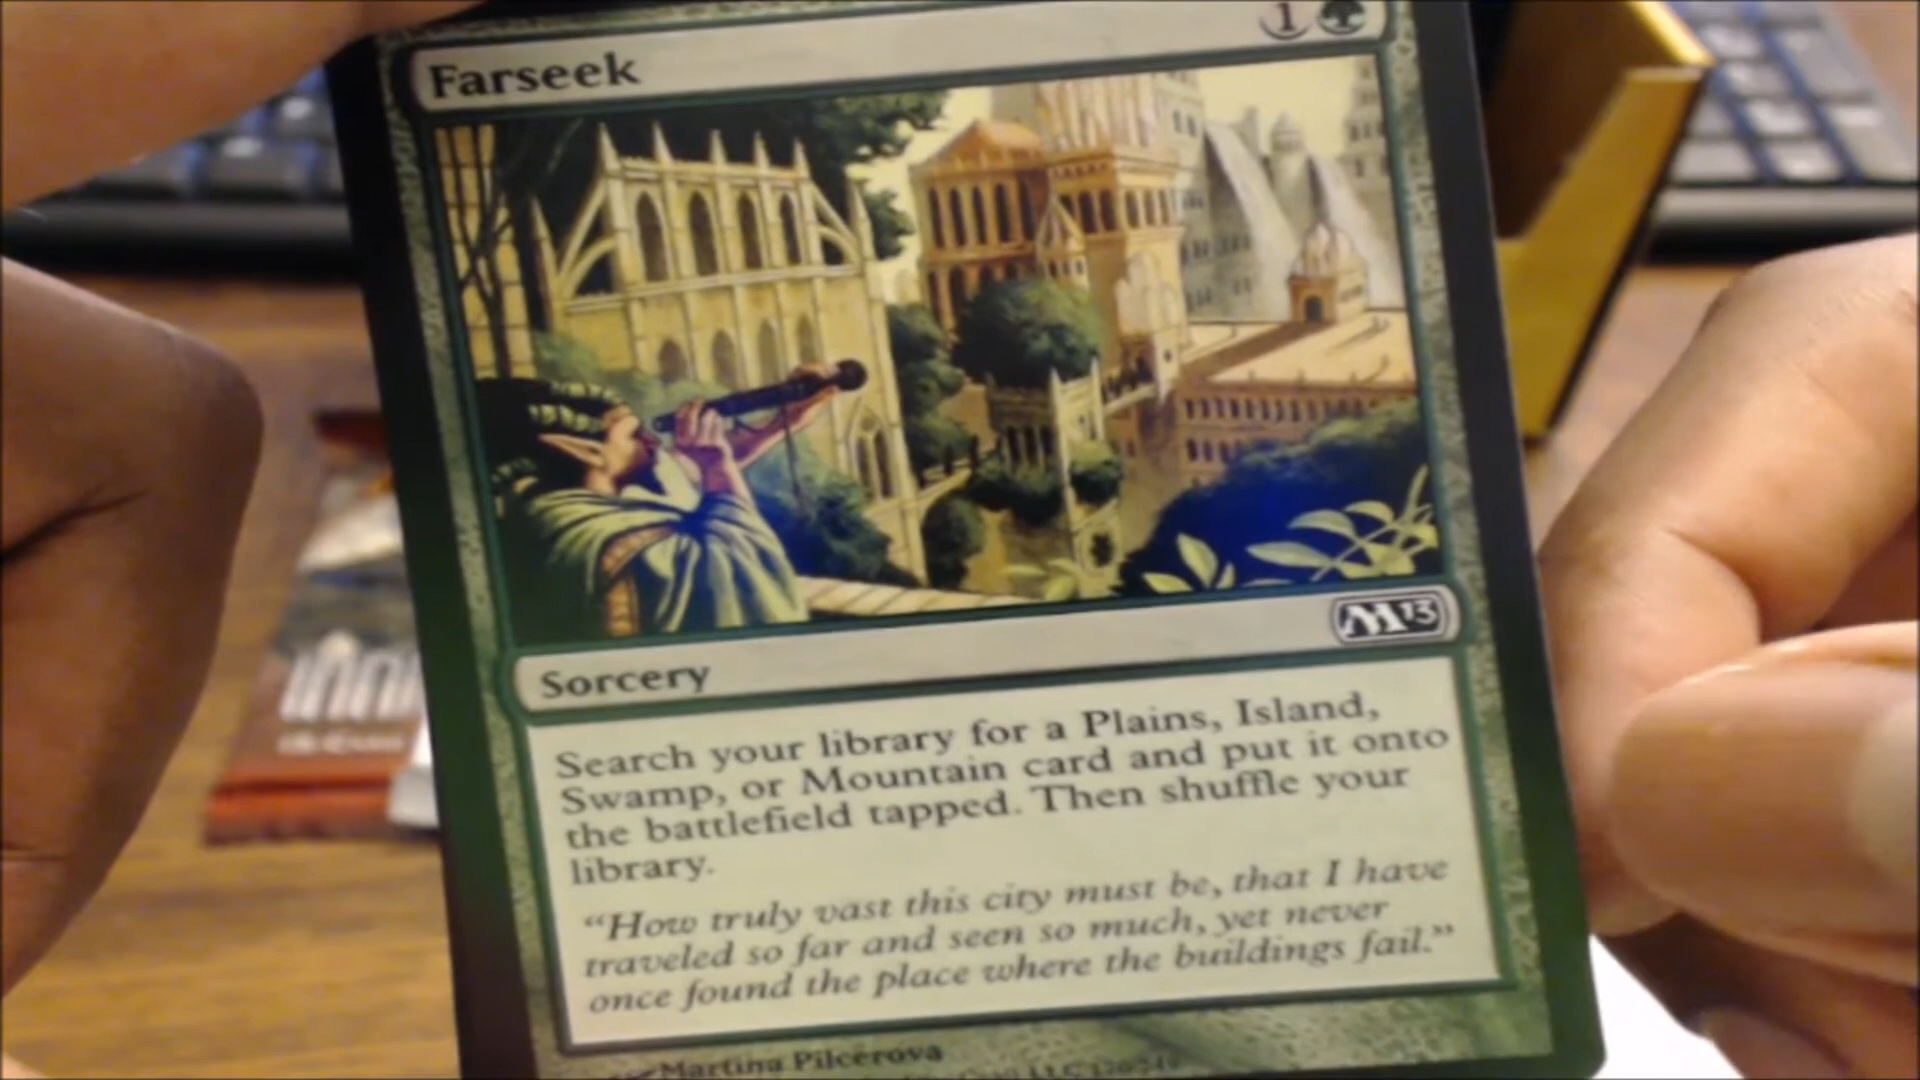 Farseek 1
M13
Sorcery
Search your library for a Plains, Island,
Swamp, or Mountain card and put it onto
the battlefield tapped. Then shuffle your
library.
“How truly vast this city must be, that I have
traveled so far and seen so much, yet never
once found the place where the buildings fail.”
Martina Pilcerova